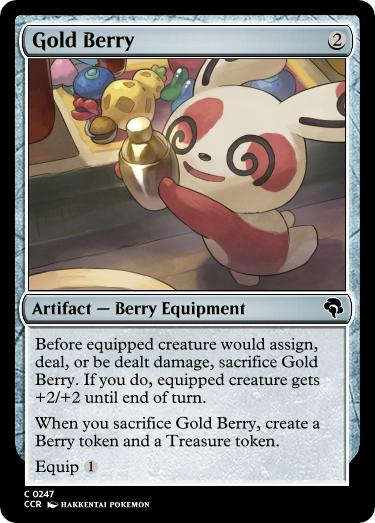 Gold Berry 2
Artifact — Berry Equipment
Before equipped creature would assign,
deal, or be dealt damage, sacrifice Gold
Berry. If you do, equipped creature gets
+2/+2 until end of turn.
When you sacrifice Gold Berry, create a
Berry token and a Treasure token.
Equip 1
C 0247
CCR HAKKENTAI POKEMON